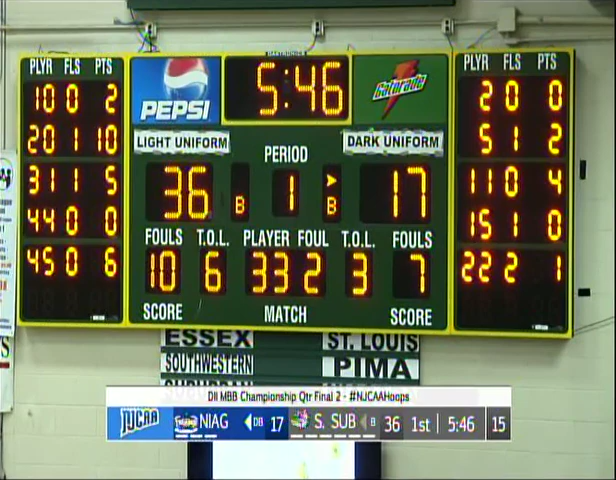 PLYR FLS PTS
10 0 2
20 1 10
31 1 5
44 0 0
45 0 6
PEPSI
DAKTRONICS
5:46
Gatorade
LIGHT UNIFORM
DARK UNIFORM
PERIOD
36 B 1 B 17
FOULS T.O.L. PLAYER FOUL T.O.L. FOULS
10 6 33 2 3 7
SCORE MATCH SCORE
PLYR FLS PTS
2 0 0
5 1 2
11 0 4
15 1 0
22 2 1
ESSEX ST. LOUIS
SOUTHWESTERN PIMA
SUBURBAN
DII MBB Championship Qtr Final 2 - #NJCAAHoops
NJCAA NIAG DB 17 S. SUB B 36 1st 5:46 15